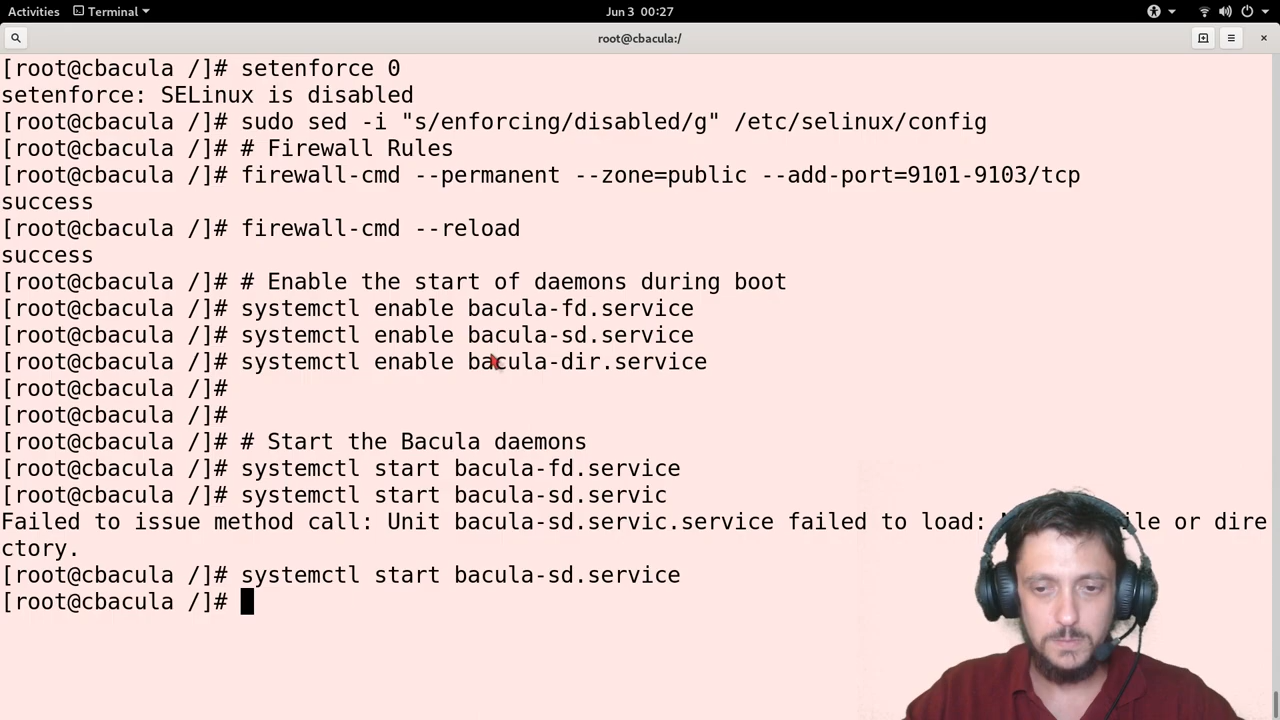 Activities Terminal Jun 3 00:27
root@cbacula:/
[root@cbacula /]# setenforce 0
setenforce: SELinux is disabled
[root@cbacula /]# sudo sed -i "s/enforcing/disabled/g" /etc/selinux/config
[root@cbacula /]# # Firewall Rules
[root@cbacula /]# firewall-cmd --permanent --zone=public --add-port=9101-9103/tcp
success
[root@cbacula /]# firewall-cmd --reload
success
[root@cbacula /]# # Enable the start of daemons during boot
[root@cbacula /]# systemctl enable bacula-fd.service
[root@cbacula /]# systemctl enable bacula-sd.service
[root@cbacula /]# systemctl enable bacula-dir.service
[root@cbacula /]#
[root@cbacula /]#
[root@cbacula /]# # Start the Bacula daemons
[root@cbacula /]# systemctl start bacula-fd.service
[root@cbacula /]# systemctl start bacula-sd.servic
Failed to issue method call: Unit bacula-sd.servic.service failed to load: or dire
ctory.
[root@cbacula /]# systemctl start bacula-sd.service
[root@cbacula /]#